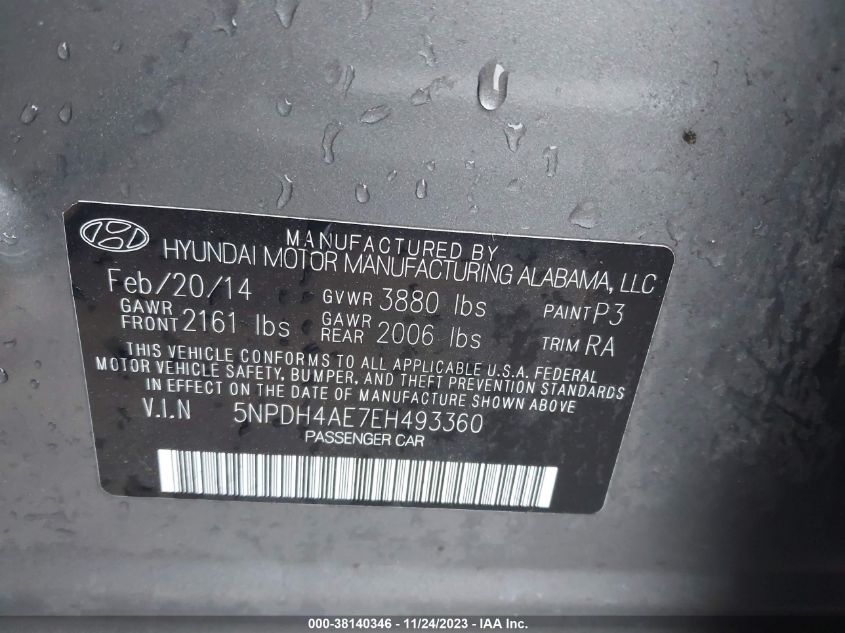 MANUFACTURED BY
HYUNDAI MOTOR MANUFACTURING ALABAMA, LLC
Feb/20/14 GVWR 3880 lbs PAINT P3
GAWR FRONT 2161 lbs GAWR REAR 2006 lbs TRIM RA
THIS VEHICLE CONFORMS TO ALL APPLICABLE U.S.A. FEDERAL
MOTOR VEHICLE SAFETY, BUMPER, AND THEFT PREVENTION STANDARDS
IN EFFECT ON THE DATE OF MANUFACTURE SHOWN ABOVE
V.I.N 5NPDH4AE7EH493360
PASSENGER CAR
000-38140346 - 11/24/2023 - IAA Inc.